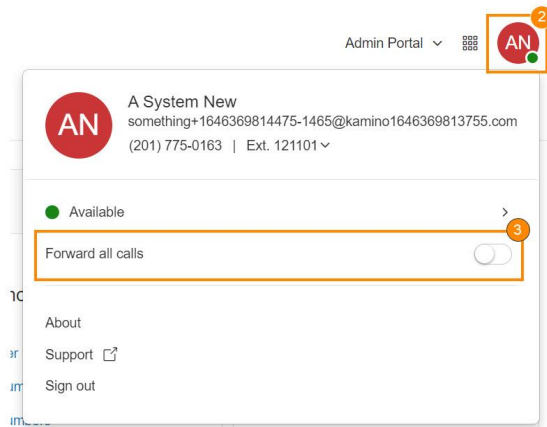 2
Admin Portal
AN
AN
A System New
something+1646369814475-1465@kamino1646369813755.com
(201) 775-0163 | Ext. 121101
Available
3
Forward all calls
About
Support
Sign out